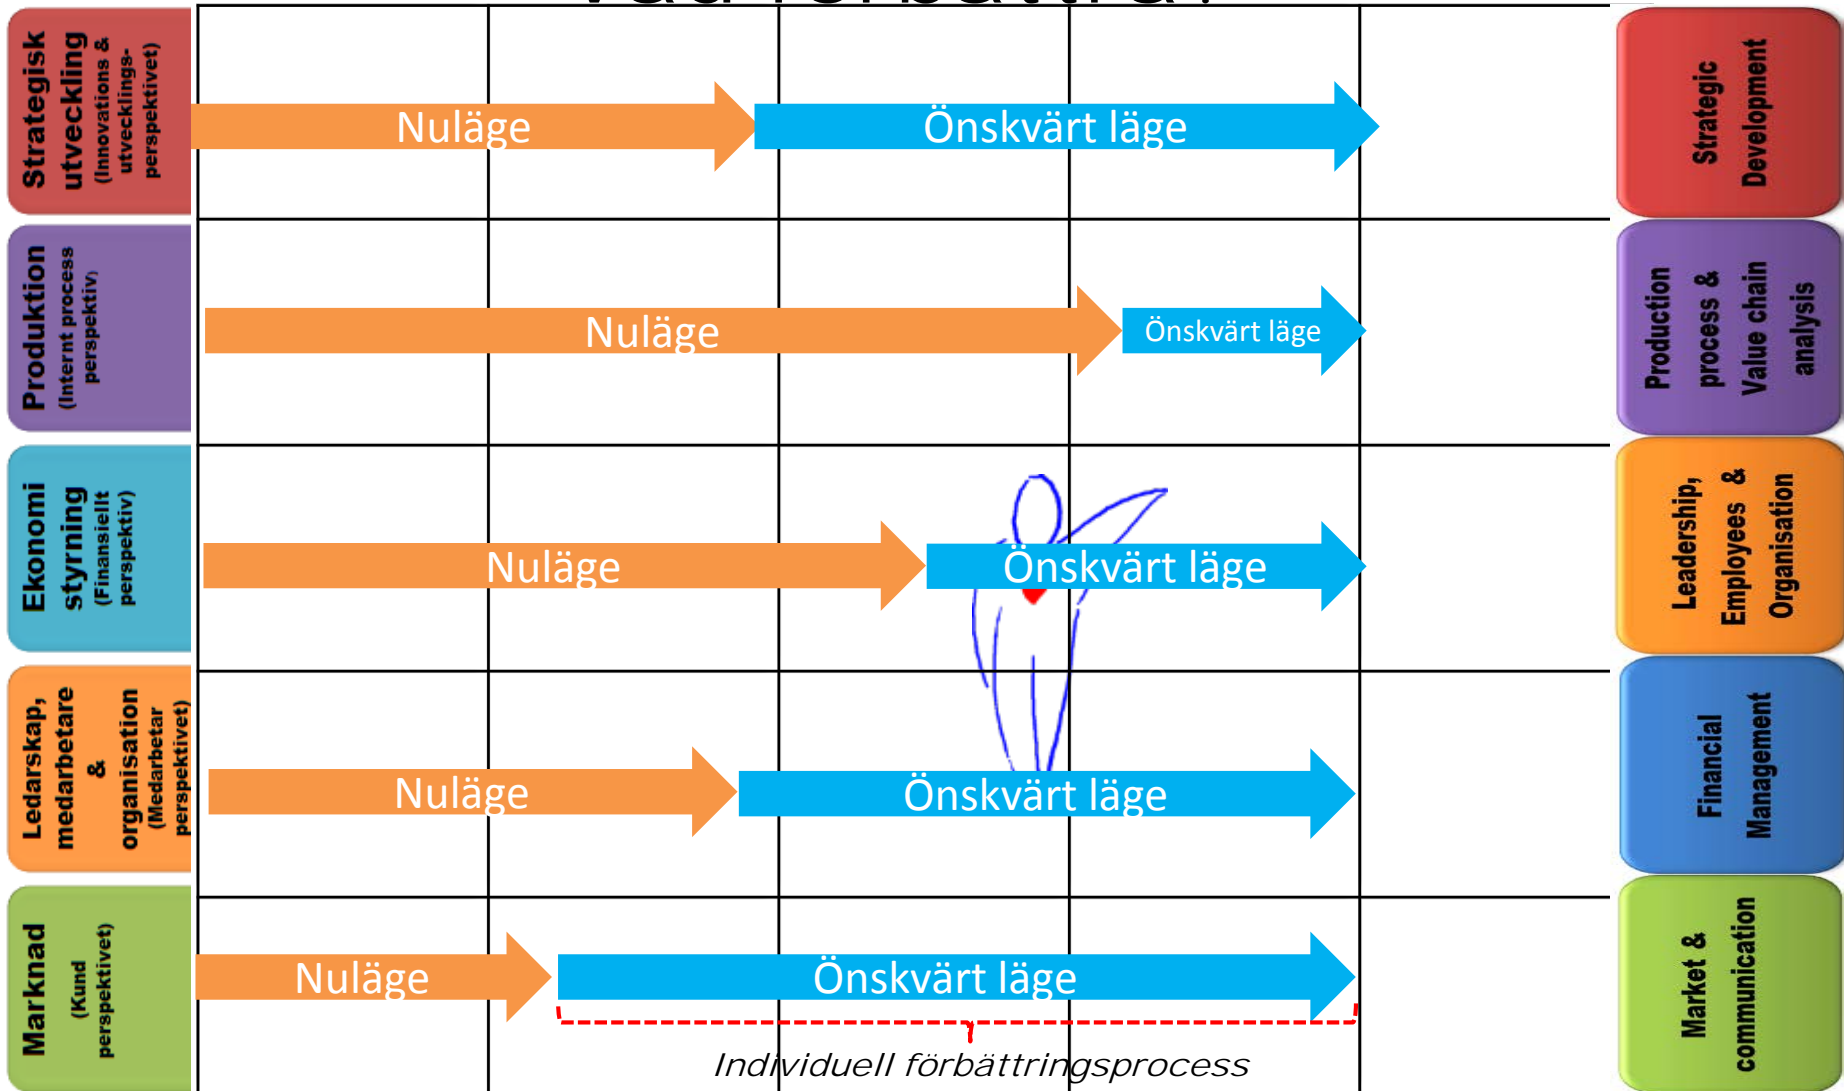 Vad förbättra?
Strategisk
utveckling
(Innovations &
utvecklings-
perspektivet)
Nuläge
Önskvärt läge
Strategic
Development
Produktion
(Internt process
perspektiv)
Nuläge
Önskvärt läge
Production
process &
Value chain
analysis
Ekonomi
styrning
(Finansiellt
perspektiv)
Nuläge
Önskvärt läge
Leadership,
Employees &
Organisation
Ledarskap,
medarbetare
&
organisation
(Medarbetar
perspektivet)
Nuläge
Önskvärt läge
Financial
Management
Marknad
(Kund
perspektivet)
Nuläge
Önskvärt läge
Market &
communication
Individuell förbättringsprocess